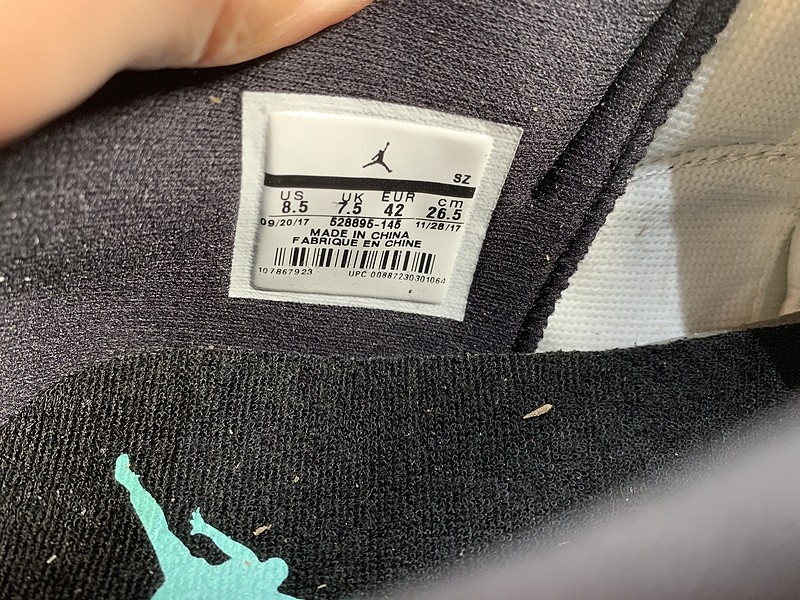 SZ
US UK EUR cm
8.5 7.5 42 26.5
09/20/17 528895-145 11/28/17
MADE IN CHINA
FABRIQUE EN CHINE
107867923 UPC 00887230301064